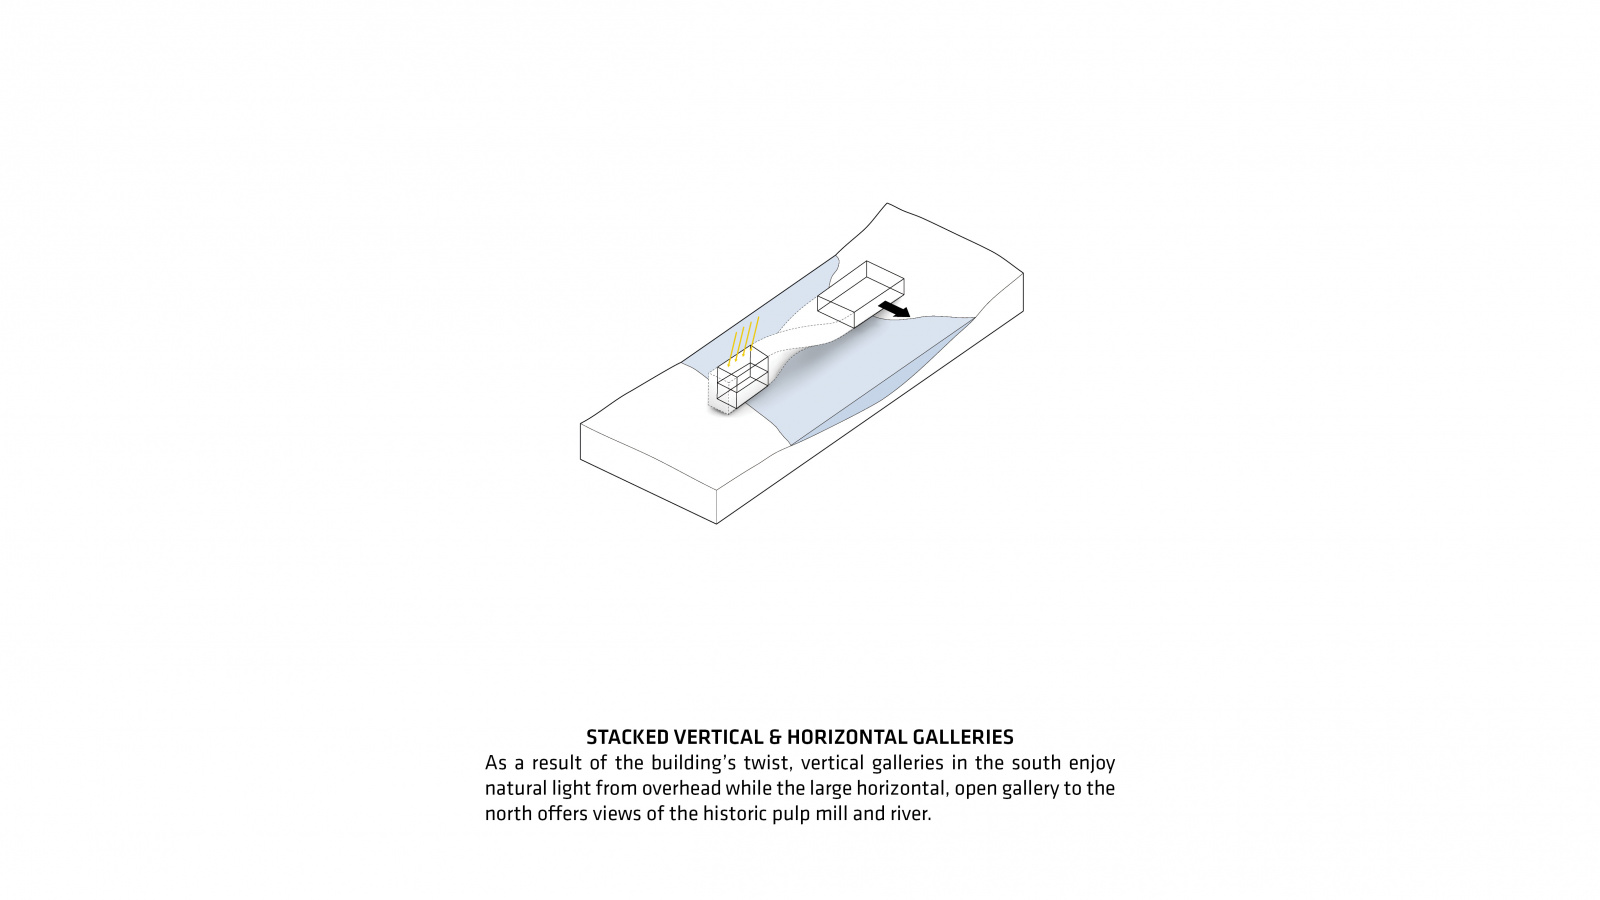 STACKED VERTICAL & HORIZONTAL GALLERIES
As a result of the building’s twist, vertical galleries in the south enjoy
natural light from overhead while the large horizontal, open gallery to the
north offers views of the historic pulp mill and river.